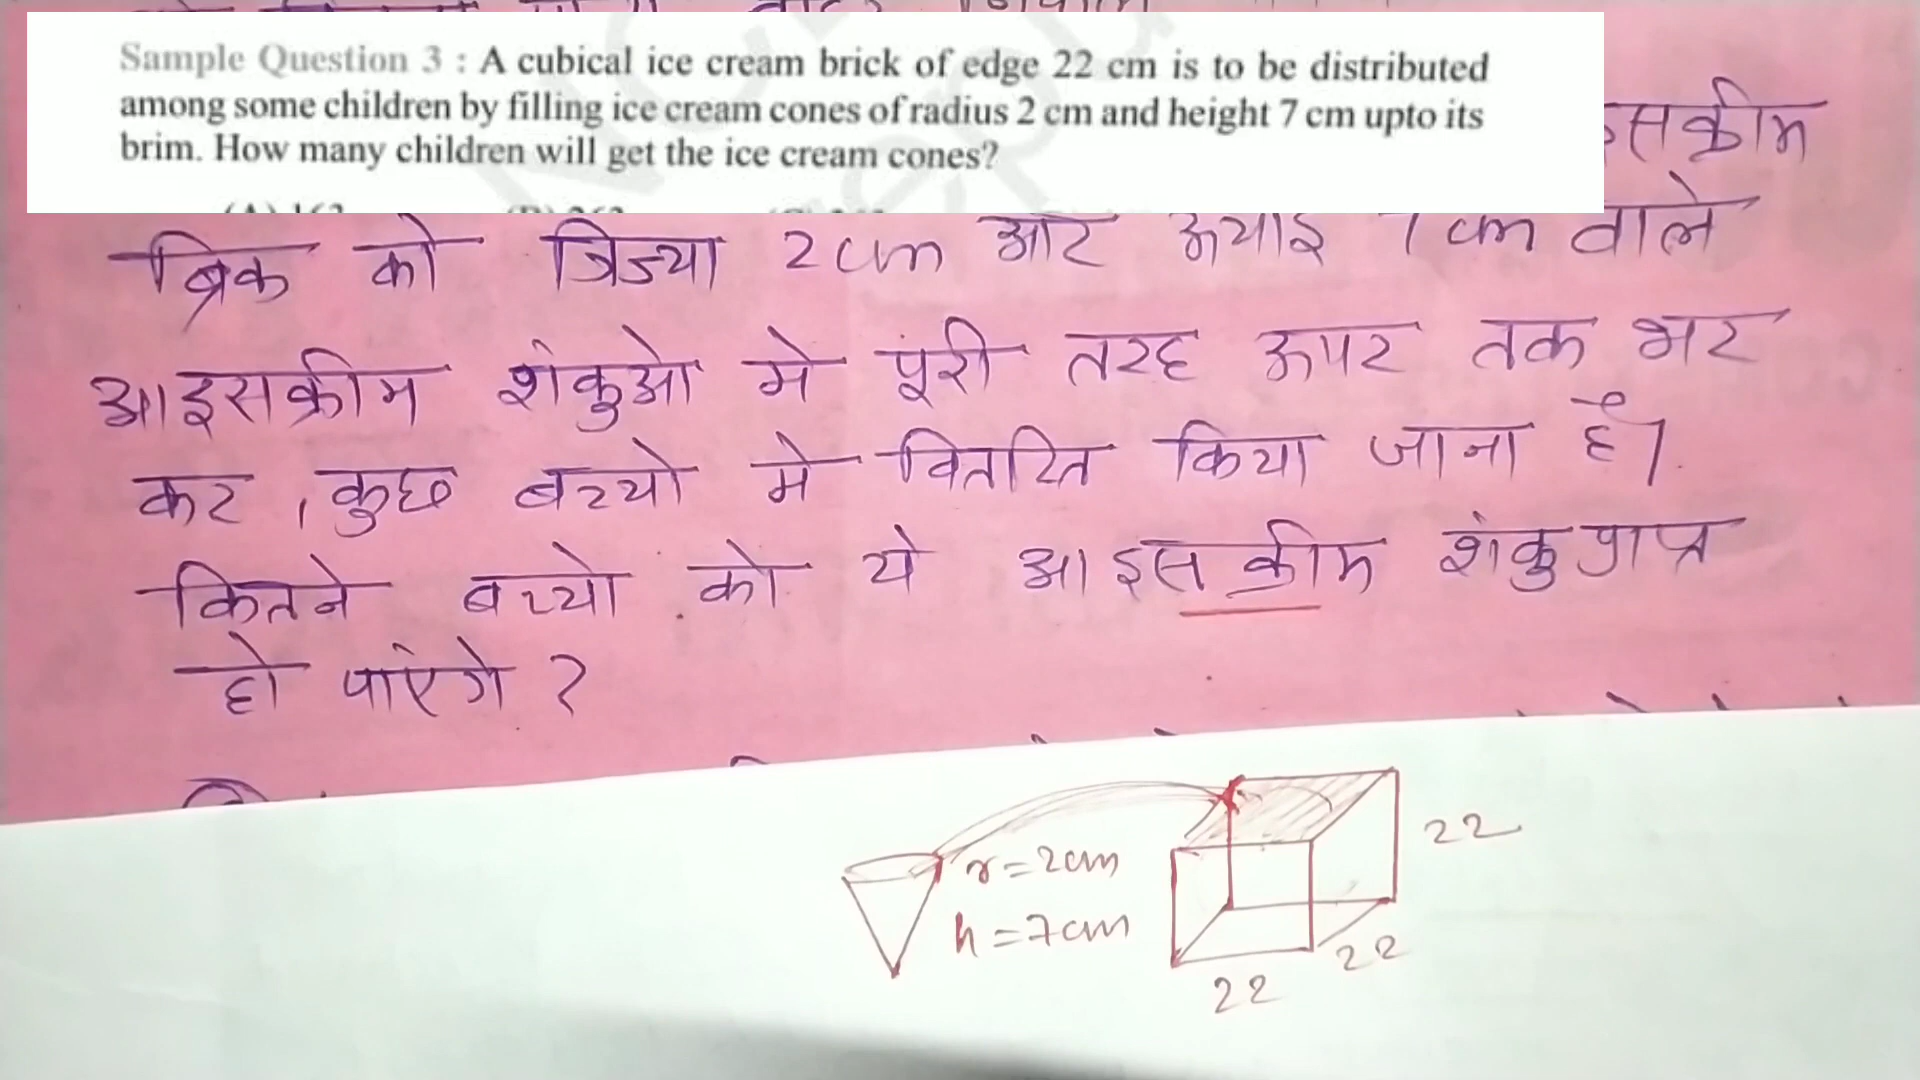 Sample Question 3 : A cubical ice cream brick of edge 22 cm is to be distributed
among some children by filling ice cream cones of radius 2 cm and height 7 cm upto its
brim. How many children will get the ice cream cones?
सक्रीम
ब्रिक को त्रिज्या 2cm और ऊचाई 7 cm वाले
आइसक्रीम शंकुओ मे पूरी तरह ऊपर तक भर
कर, कुछ बच्चो मे वितरित किया जाना है।
कितने बच्चो को ये आइसक्रीम शंकु प्राप्त
हो पाएंगे ?
r=2cm
h=7cm
22
22
22